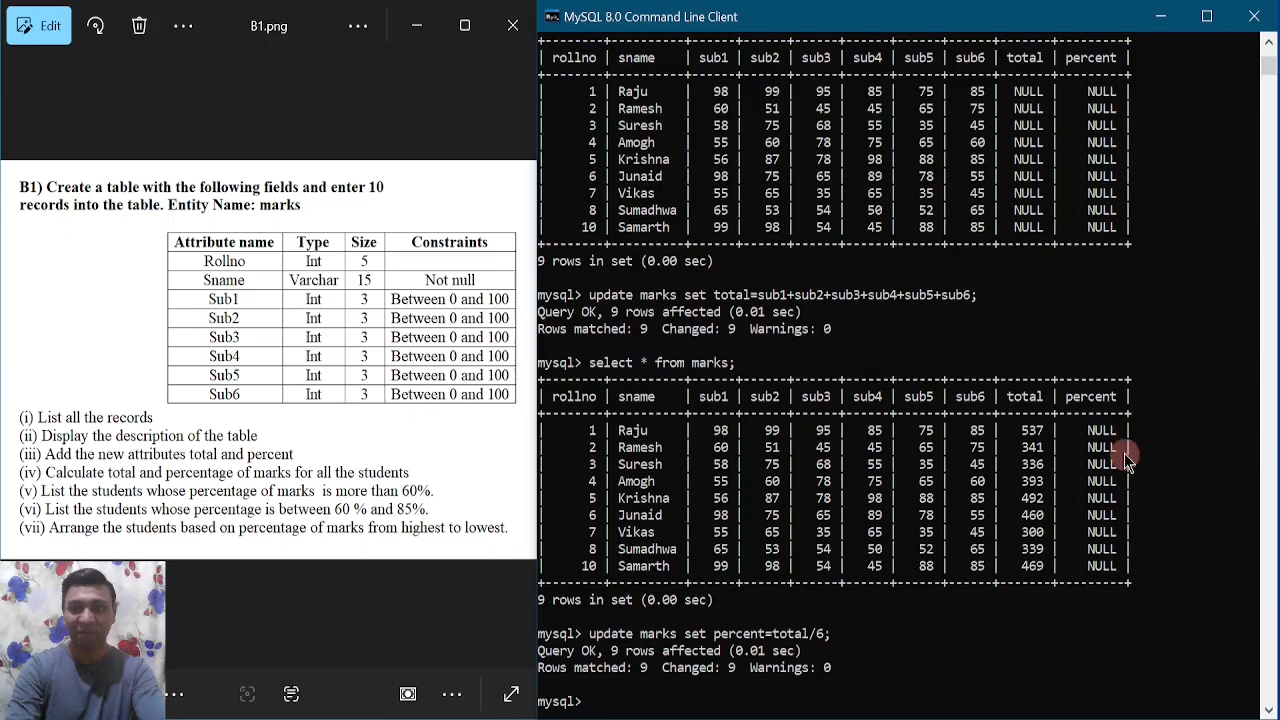 Edit
B1.png
B1) Create a table with the following fields and enter 10
records into the table. Entity Name: marks
Attribute name Type Size Constraints
Rollno Int 5
Sname Varchar 15 Not null
Sub1 Int 3 Between 0 and 100
Sub2 Int 3 Between 0 and 100
Sub3 Int 3 Between 0 and 100
Sub4 Int 3 Between 0 and 100
Sub5 Int 3 Between 0 and 100
Sub6 Int 3 Between 0 and 100
(i) List all the records
(ii) Display the description of the table
(iii) Add the new attributes total and percent
(iv) Calculate total and percentage of marks for all the students
(v) List the students whose percentage of marks is more than 60%.
(vi) List the students whose percentage is between 60 % and 85%.
(vii) Arrange the students based on percentage of marks from highest to lowest.
MySQL 8.0 Command Line Client
| rollno | sname | sub1 | sub2 | sub3 | sub4 | sub5 | sub6 | total | percent |
| 1 | Raju | 98 | 99 | 95 | 85 | 75 | 85 | NULL | NULL |
| 2 | Ramesh | 60 | 51 | 45 | 45 | 65 | 75 | NULL | NULL |
| 3 | Suresh | 58 | 75 | 68 | 55 | 35 | 45 | NULL | NULL |
| 4 | Amogh | 55 | 60 | 78 | 75 | 65 | 60 | NULL | NULL |
| 5 | Krishna | 56 | 87 | 78 | 98 | 88 | 85 | NULL | NULL |
| 6 | Junaid | 98 | 75 | 65 | 89 | 78 | 55 | NULL | NULL |
| 7 | Vikas | 55 | 65 | 35 | 65 | 35 | 45 | NULL | NULL |
| 8 | Sumadhwa | 65 | 53 | 54 | 50 | 52 | 65 | NULL | NULL |
| 10 | Samarth | 99 | 98 | 54 | 45 | 88 | 85 | NULL | NULL |
9 rows in set (0.00 sec)
mysql> update marks set total=sub1+sub2+sub3+sub4+sub5+sub6;
Query OK, 9 rows affected (0.01 sec)
Rows matched: 9 Changed: 9 Warnings: 0
mysql> select * from marks;
| rollno | sname | sub1 | sub2 | sub3 | sub4 | sub5 | sub6 | total | percent |
| 1 | Raju | 98 | 99 | 95 | 85 | 75 | 85 | 537 | NULL |
| 2 | Ramesh | 60 | 51 | 45 | 45 | 65 | 75 | 341 | NULL |
| 3 | Suresh | 58 | 75 | 68 | 55 | 35 | 45 | 336 | NULL |
| 4 | Amogh | 55 | 60 | 78 | 75 | 65 | 60 | 393 | NULL |
| 5 | Krishna | 56 | 87 | 78 | 98 | 88 | 85 | 492 | NULL |
| 6 | Junaid | 98 | 75 | 65 | 89 | 78 | 55 | 460 | NULL |
| 7 | Vikas | 55 | 65 | 35 | 65 | 35 | 45 | 300 | NULL |
| 8 | Sumadhwa | 65 | 53 | 54 | 50 | 52 | 65 | 339 | NULL |
| 10 | Samarth | 99 | 98 | 54 | 45 | 88 | 85 | 469 | NULL |
9 rows in set (0.00 sec)
mysql> update marks set percent=total/6;
Query OK, 9 rows affected (0.01 sec)
Rows matched: 9 Changed: 9 Warnings: 0
mysql>